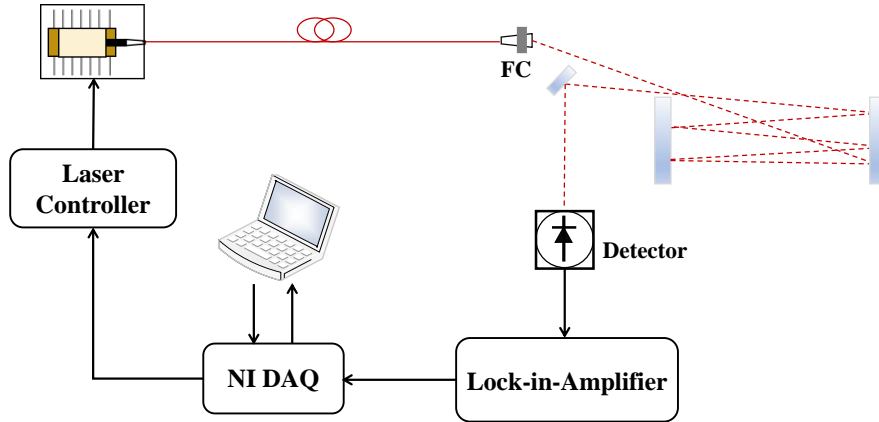 FC
Laser
Controller
Detector
NI DAQ
Lock-in-Amplifier